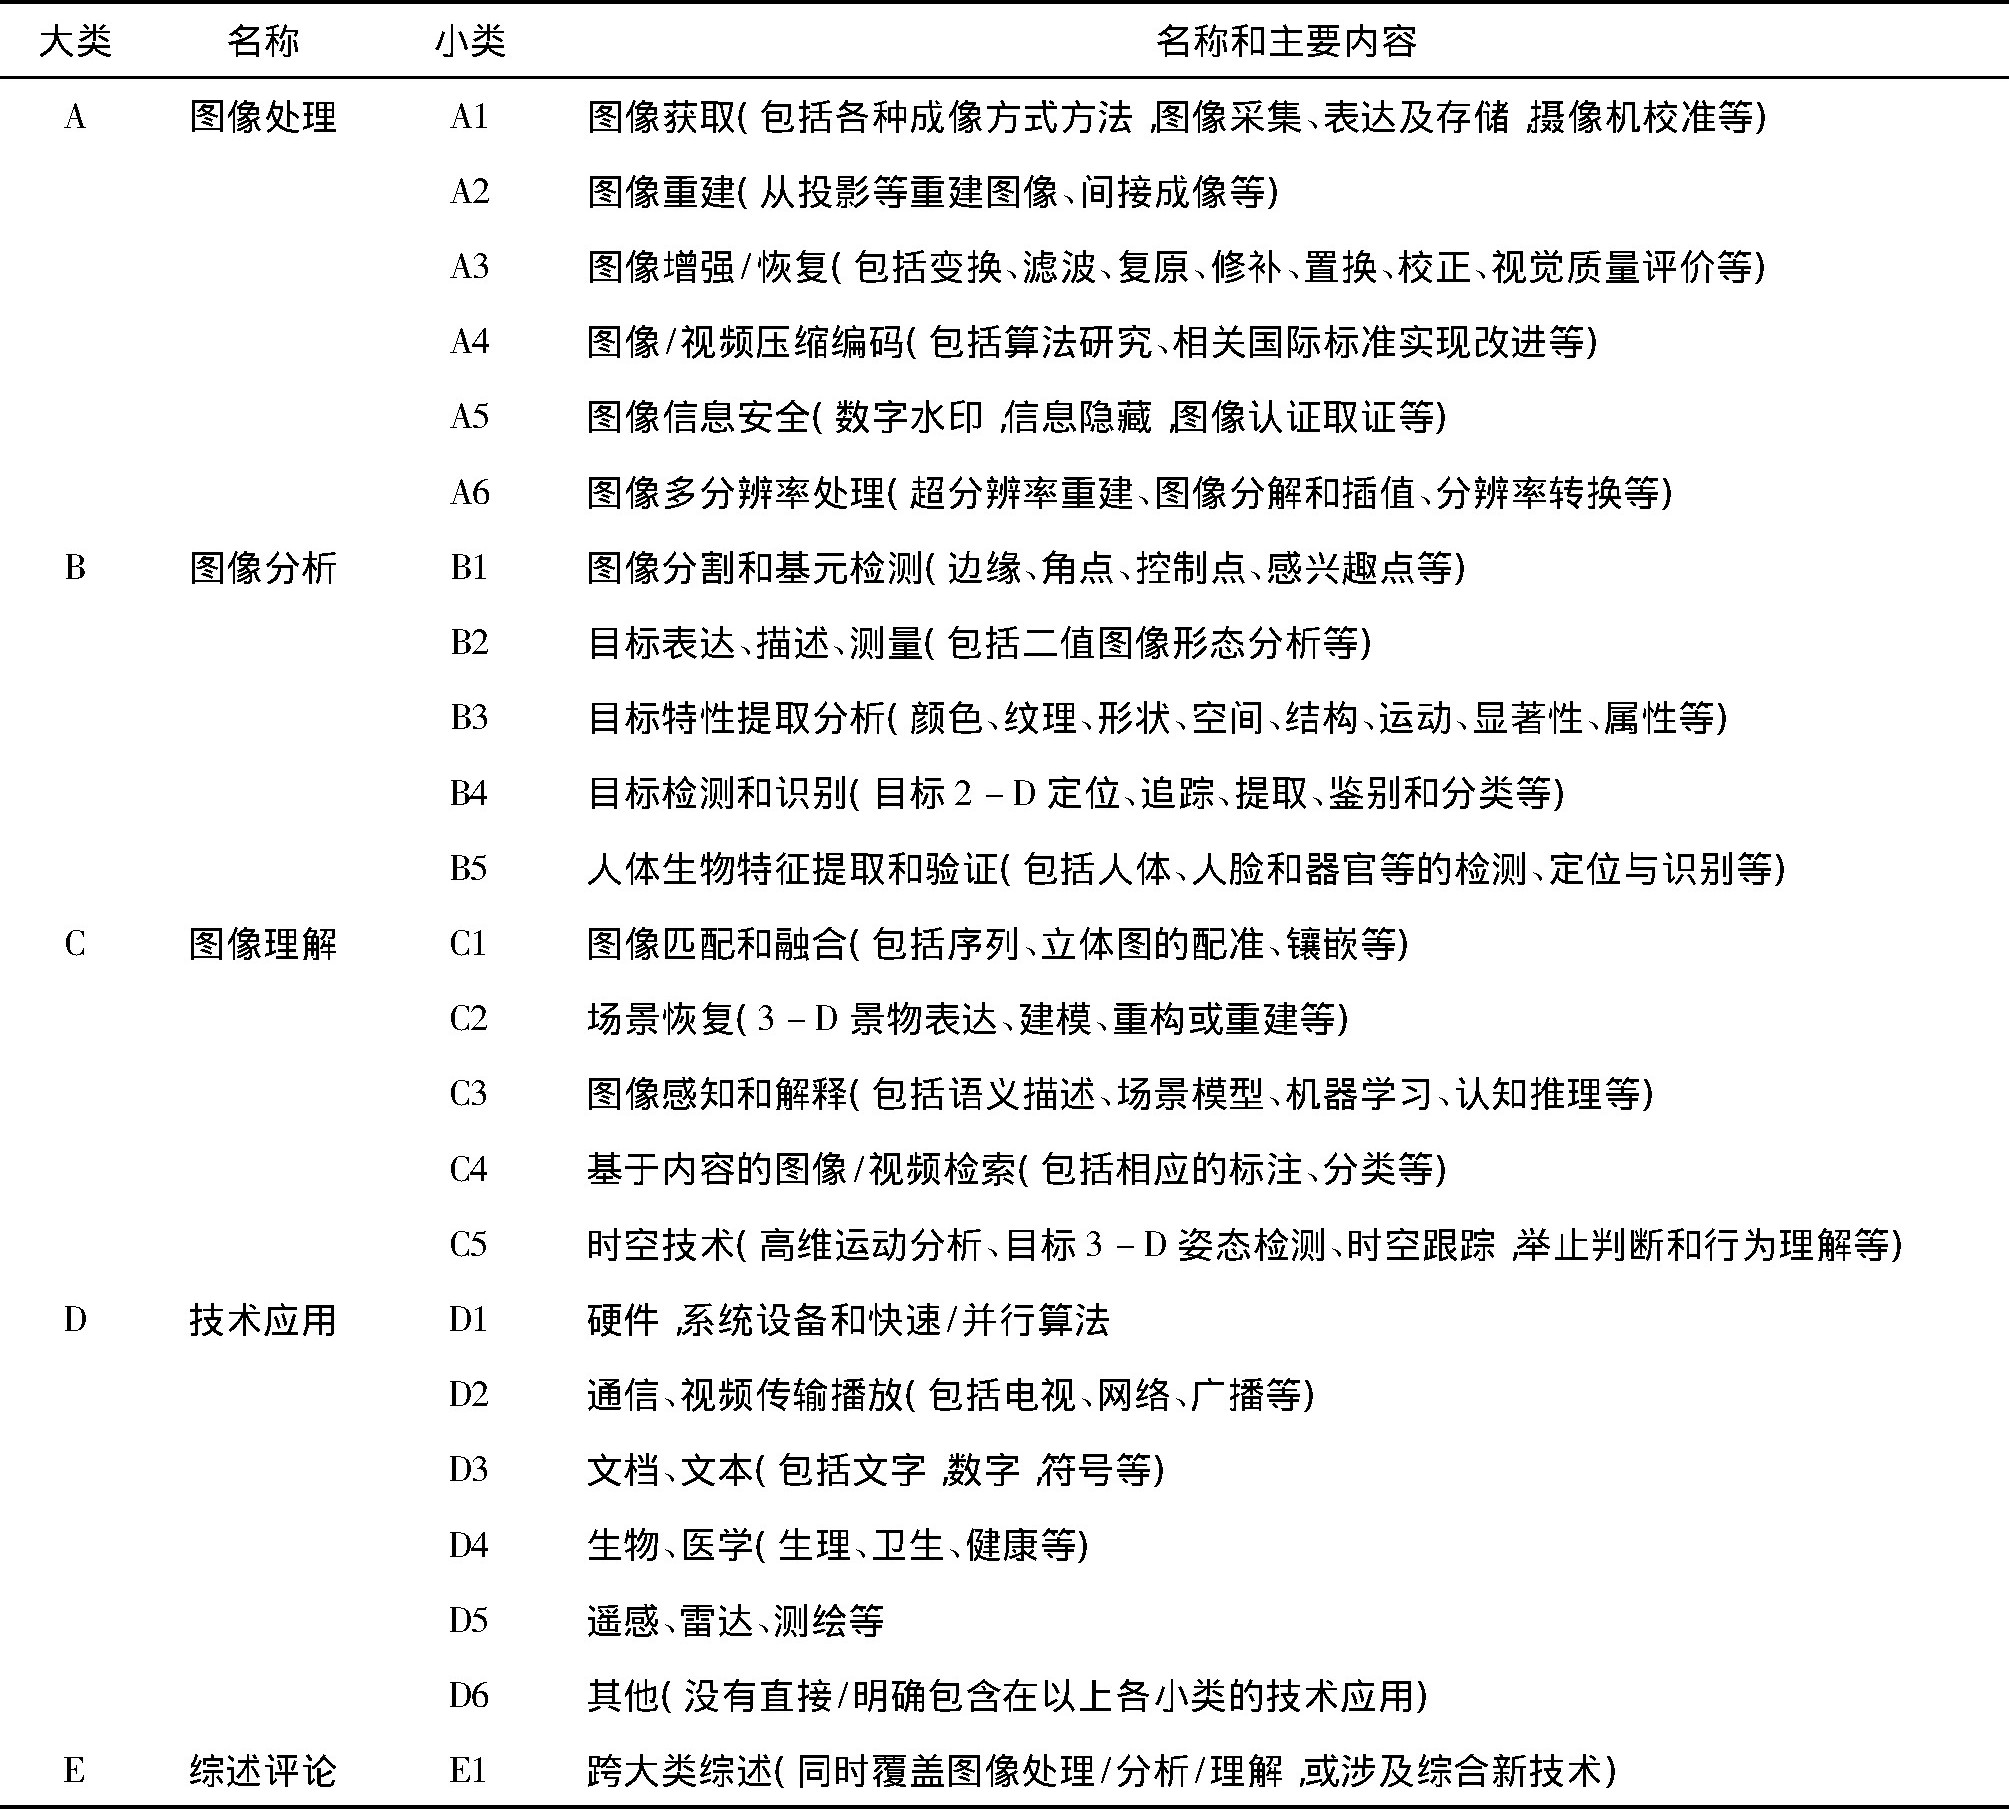 大类 名称 小类 名称和主要内容
A 图像处理 A1 图像获取(包括各种成像方式方法,图像采集、表达及存储,摄像机校准等)
A2 图像重建(从投影等重建图像、间接成像等)
A3 图像增强/恢复(包括变换、滤波、复原、修补、置换、校正、视觉质量评价等)
A4 图像/视频压缩编码(包括算法研究、相关国际标准实现改进等)
A5 图像信息安全(数字水印,信息隐藏,图像认证取证等)
A6 图像多分辨率处理(超分辨率重建、图像分解和插值、分辨率转换等)
B 图像分析 B1 图像分割和基元检测(边缘、角点、控制点、感兴趣点等)
B2 目标表达、描述、测量(包括二值图像形态分析等)
B3 目标特性提取分析(颜色、纹理、形状、空间、结构、运动、显著性、属性等)
B4 目标检测和识别(目标2-D定位、追踪、提取、鉴别和分类等)
B5 人体生物特征提取和验证(包括人体、人脸和器官等的检测、定位与识别等)
C 图像理解 C1 图像匹配和融合(包括序列、立体图的配准、镶嵌等)
C2 场景恢复(3-D景物表达、建模、重构或重建等)
C3 图像感知和解释(包括语义描述、场景模型、机器学习、认知推理等)
C4 基于内容的图像/视频检索(包括相应的标注、分类等)
C5 时空技术(高维运动分析、目标3-D姿态检测、时空跟踪,举止判断和行为理解等)
D 技术应用 D1 硬件,系统设备和快速/并行算法
D2 通信、视频传输播放(包括电视、网络、广播等)
D3 文档、文本(包括文字,数字,符号等)
D4 生物、医学(生理、卫生、健康等)
D5 遥感、雷达、测绘等
D6 其他(没有直接/明确包含在以上各小类的技术应用)
E 综述评论 E1 跨大类综述(同时覆盖图像处理/分析/理解,或涉及综合新技术)